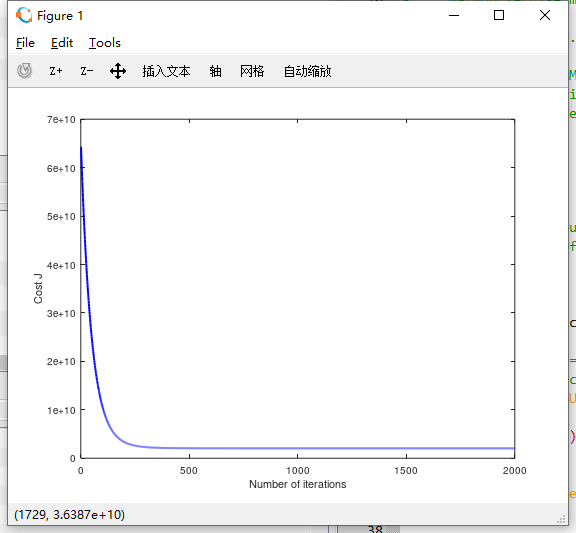 Figure 1
File Edit Tools
Z+ Z- 插入文本 轴 网格 自动缩放
7e+10
6e+10
5e+10
4e+10
3e+10
2e+10
1e+10
0
Cost J
0 500 1000 1500 2000
Number of iterations
(1729, 3.6387e+10)
38